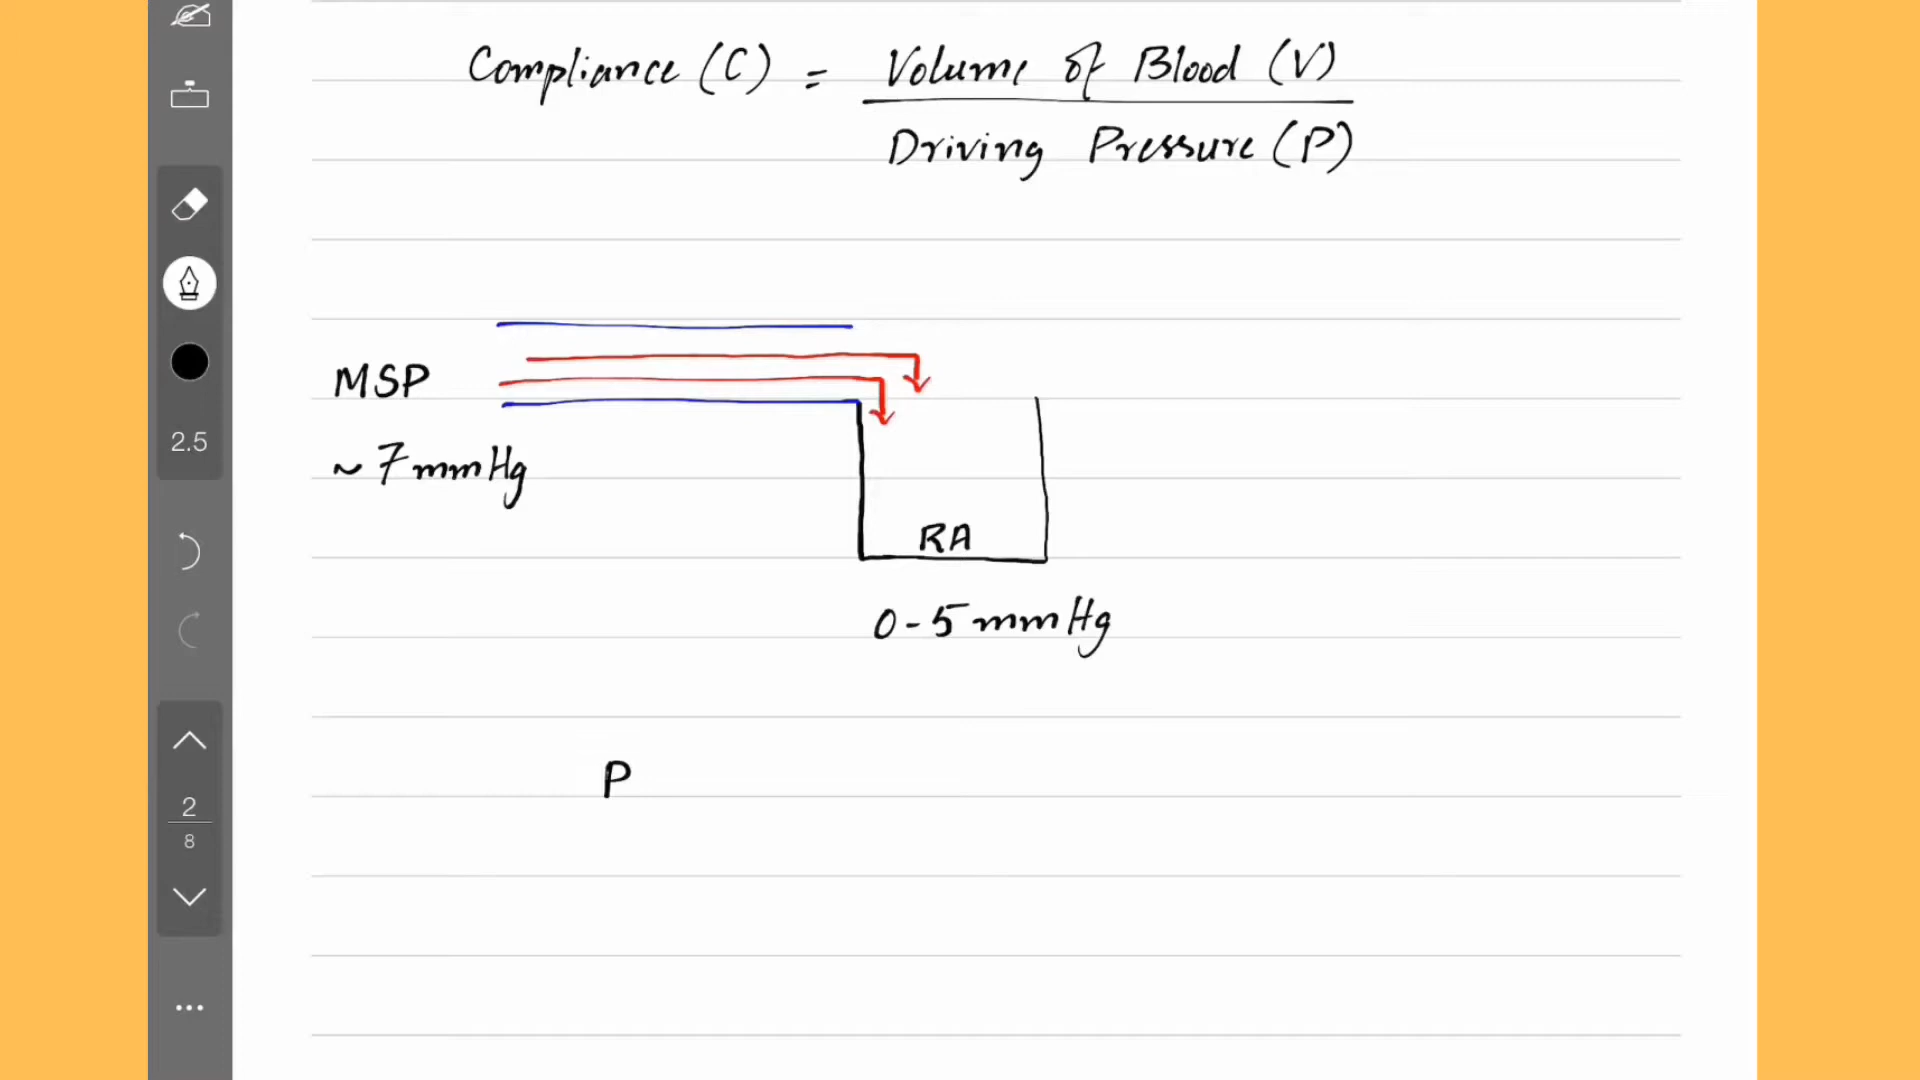 Compliance (C) = Volume of Blood (V)
Driving Pressure (P)
MSP
~ 7 mmHg
RA
0-5 mmHg
P
2.5
2
8